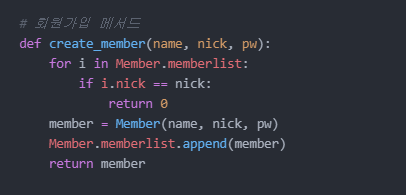 # 회원가입 메서드
def create_member(name, nick, pw):
    for i in Member.memberlist:
        if i.nick == nick:
            return 0
    member = Member(name, nick, pw)
    Member.memberlist.append(member)
    return member